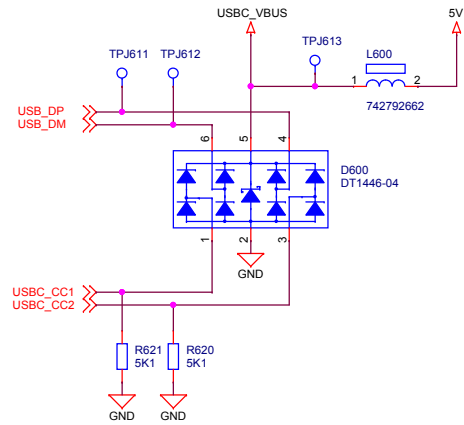 USBC_VBUS
5V
TPJ611
TPJ612
TPJ613
L600
1
2
742792662
USB_DP
USB_DM
6
5
4
D600
DT1446-04
1
2
3
GND
USBC_CC1
USBC_CC2
R621
5K1
R620
5K1
GND
GND